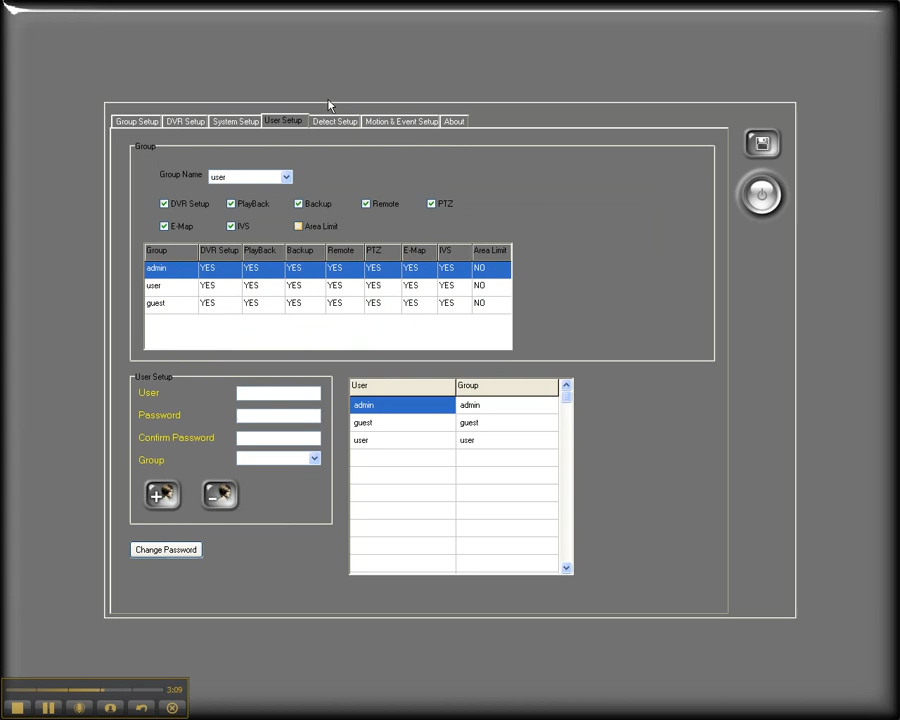 Group Setup DVR Setup System Setup User Setup Detect Setup Motion & Event Setup About
Group
Group Name user
DVR Setup PlayBack Backup Remote PTZ
E-Map IVS Area Limit
Group DVR Setup PlayBack Backup Remote PTZ E-Map IVS Area Limit
admin YES YES YES YES YES YES YES NO
user YES YES YES YES YES YES YES NO
guest YES YES YES YES YES YES YES NO
User Setup
User
Password
Confirm Password
Group
Change Password
User Group
admin admin
guest guest
user user
3:09